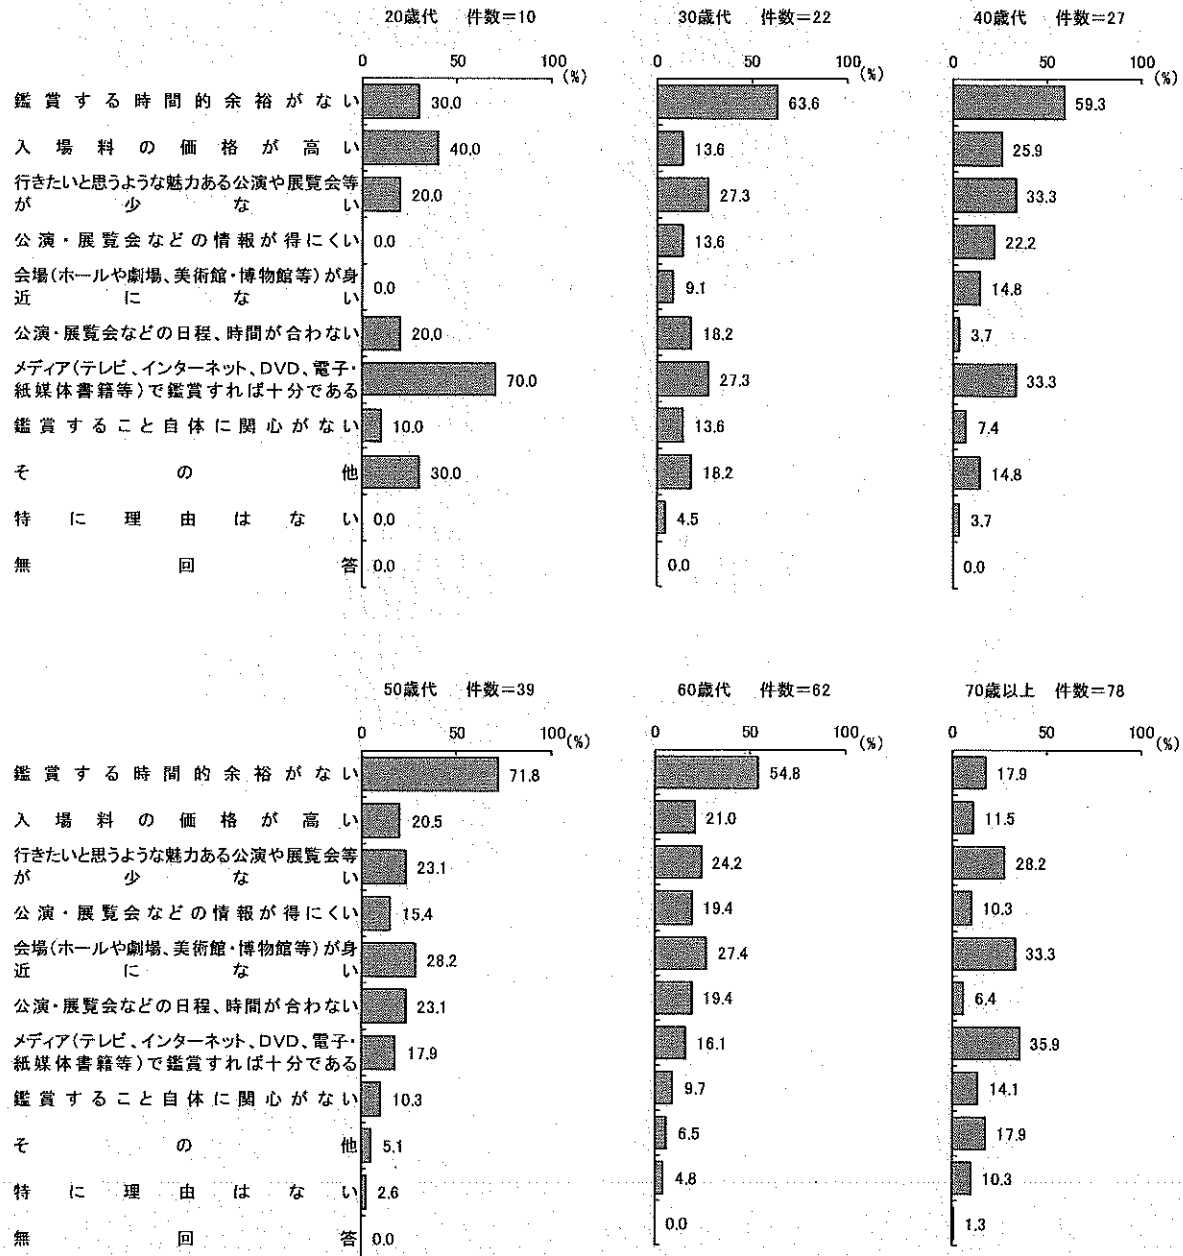 20歳代 件数=10 30歳代 件数=22 40歳代 件数=27
0 50 100(%) 0 50 100(%) 0 50 100(%)
鑑賞する時間的余裕がない 30.0 63.6 59.3
入場料の価格が高い 40.0 13.6 25.9
行きたいと思うような魅力ある公演や展覧会等
が少ない 20.0 27.3 33.3
公演・展覧会などの情報が得にくい 0.0 13.6 22.2
会場(ホールや劇場、美術館・博物館等)が身
近にない 0.0 9.1 14.8
公演・展覧会などの日程、時間が合わない 20.0 18.2 3.7
メディア(テレビ、インターネット、DVD、電子・
紙媒体書籍等)で鑑賞すれば十分である 70.0 27.3 33.3
鑑賞すること自体に関心がない 10.0 13.6 7.4
その他 30.0 18.2 14.8
特に理由はない 0.0 4.5 3.7
無回答 0.0 0.0 0.0
50歳代 件数=39 60歳代 件数=62 70歳以上 件数=78
0 50 100(%) 0 50 100(%) 0 50 100(%)
鑑賞する時間的余裕がない 71.8 54.8 17.9
入場料の価格が高い 20.5 21.0 11.5
行きたいと思うような魅力ある公演や展覧会等
が少ない 23.1 24.2 28.2
公演・展覧会などの情報が得にくい 15.4 19.4 10.3
会場(ホールや劇場、美術館・博物館等)が身
近にない 28.2 27.4 33.3
公演・展覧会などの日程、時間が合わない 23.1 19.4 6.4
メディア(テレビ、インターネット、DVD、電子・
紙媒体書籍等)で鑑賞すれば十分である 17.9 16.1 35.9
鑑賞すること自体に関心がない 10.3 9.7 14.1
その他 5.1 6.5 17.9
特に理由はない 2.6 4.8 10.3
無回答 0.0 0.0 1.3